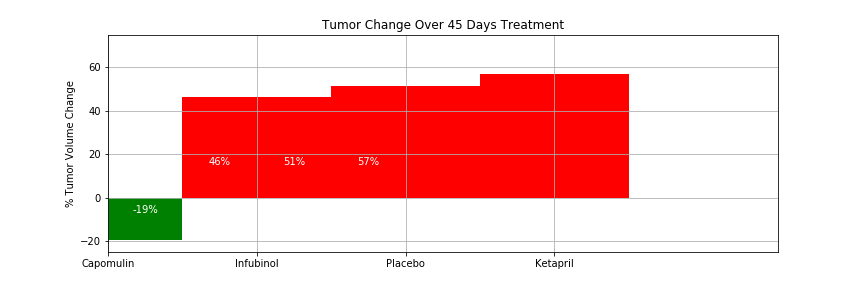 Tumor Change Over 45 Days Treatment
% Tumor Volume Change
60
40
20
0
−20
46% 51% 57%
-19%
Capomulin Infubinol Placebo Ketapril